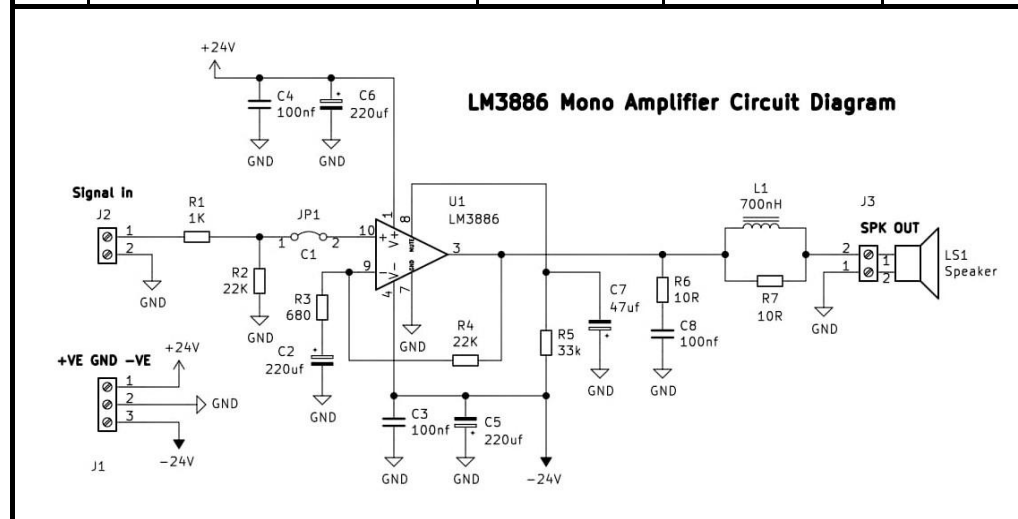 +24V
C4
100nf
C6
220uf
GND
GND
LM3886 Mono Amplifier Circuit Diagram
Signal in
J2
1
2
GND
R1
1K
R2
22K
GND
JP1
1
2
C1
U1
LM3886
10
+
9
-
1
V+
8
MUTE
3
4
V-
7
GND
GND
R3
680
C2
220uf
GND
R4
22K
R5
33k
C7
47uf
GND
R6
10R
C8
100nf
GND
L1
700nH
R7
10R
J3
SPK OUT
2
1
1
2
LS1
Speaker
GND
+VE GND -VE
+24V
1
2
3
GND
-24V
J1
C3
100nf
C5
220uf
GND
GND
-24V